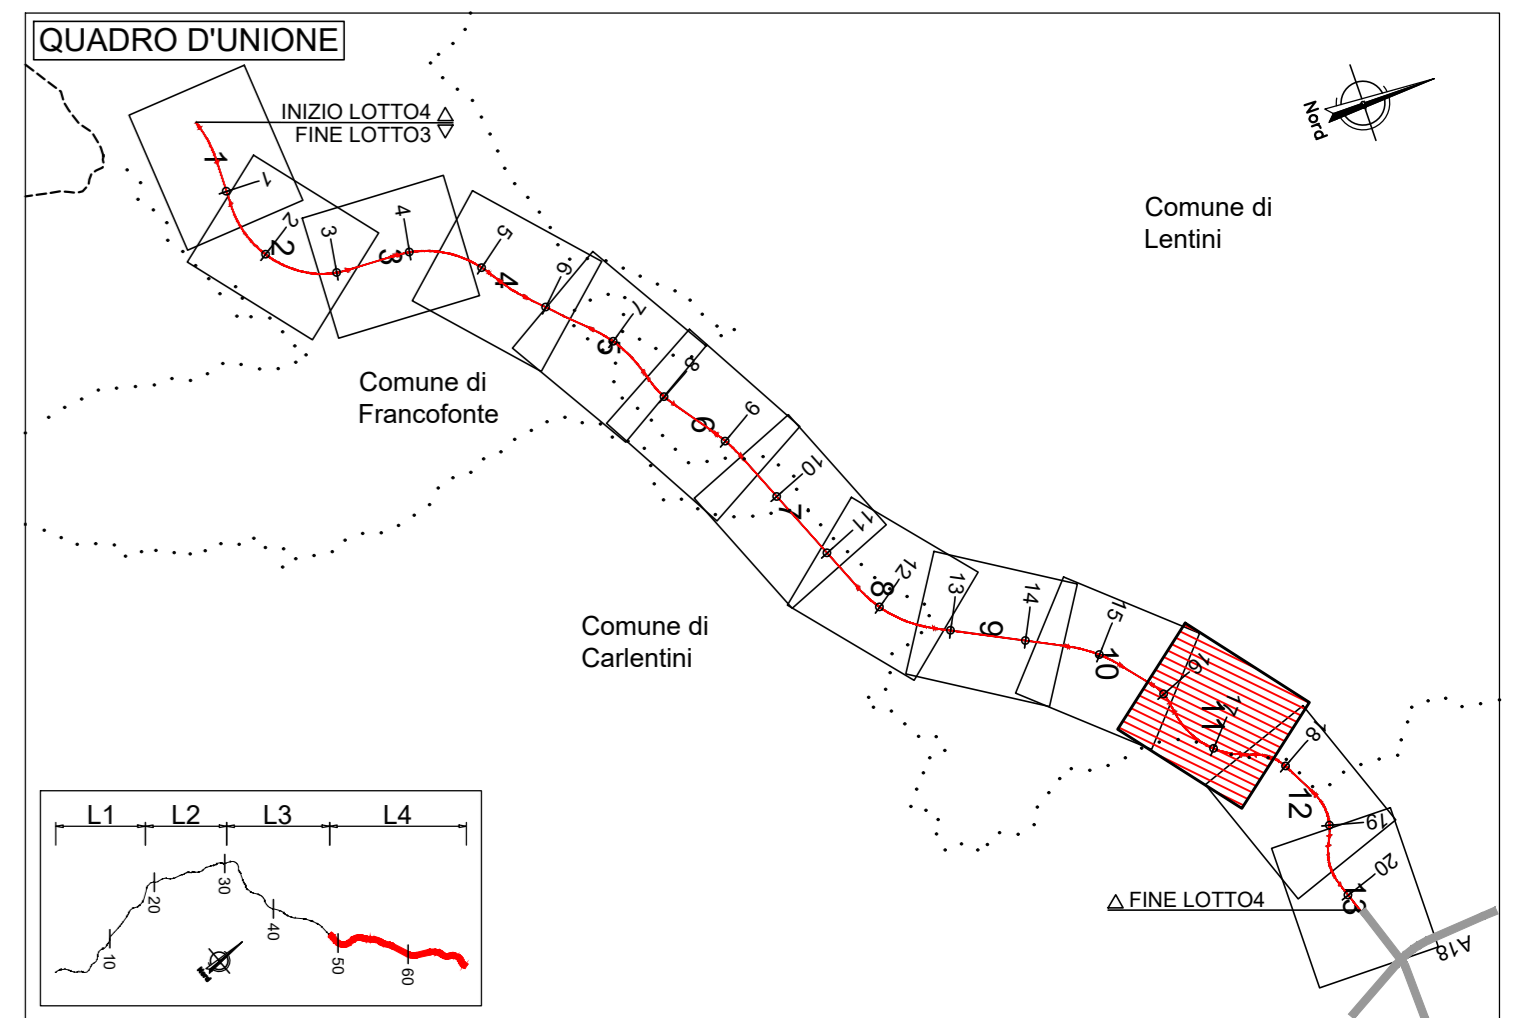 QUADRO D'UNIONE
INIZIO LOTTO4
FINE LOTTO3
Nord
Comune di
Lentini
Comune di
Francofonte
Comune di
Carlentini
1
1
2
2
3
3
4
4
5
5
6
6
7
7
8
8
9
9
10
10
11
11
12
12
13
13
14
15
16
17
18
19
20
FINE LOTTO4
A18
L1
L2
L3
L4
10
20
30
40
50
60
Nord